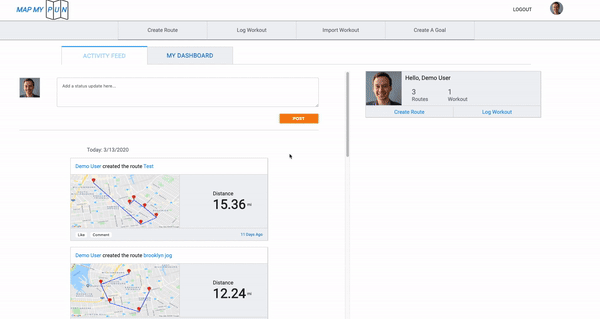 MAP MY PUN
LOGOUT
Create Route
Log Workout
Import Workout
Create A Goal
ACTIVITY FEED
MY DASHBOARD
Add a status update here...
POST
Hello, Demo User
3 1
Routes Workout
Create Route Log Workout
Today: 3/13/2020
Demo User created the route Test
Distance
15.36 mi
Like Comment
11 Days Ago
Demo User created the route brooklyn jog
Distance
12.24 mi